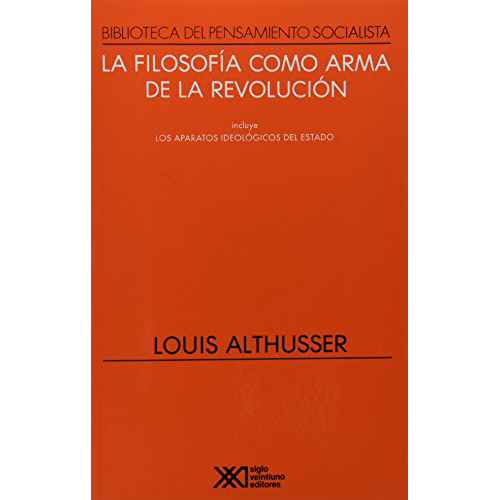 BIBLIOTECA DEL PENSAMIENTO SOCIALISTA
LA FILOSOFÍA COMO ARMA
DE LA REVOLUCIÓN
incluye
LOS APARATOS IDEOLÓGICOS DEL ESTADO
LOUIS ALTHUSSER
XXI
siglo
veintiuno
editores